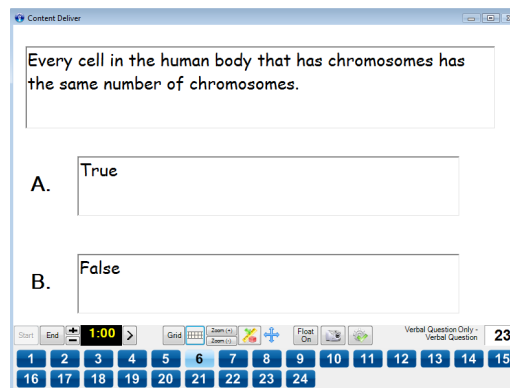 Content Deliver
Every cell in the human body that has chromosomes has
the same number of chromosomes.
A. True
B. False
Start End 1:00 Grid Zoom (+) Zoom (-) Float On Verbal Question Only - Verbal Question 23
1 2 3 4 5 6 7 8 9 10 11 12 13 14 15
16 17 18 19 20 21 22 23 24